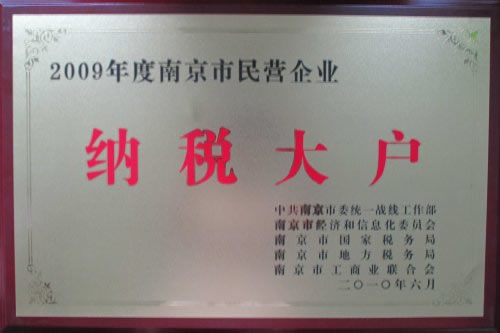 2009年度南京市民营企业
纳税大户
中共南京市委统一战线工作部
南京市经济和信息化委员会
南京市国家税务局
南京市地方税务局
南京市工商业联合会
二〇一〇年六月